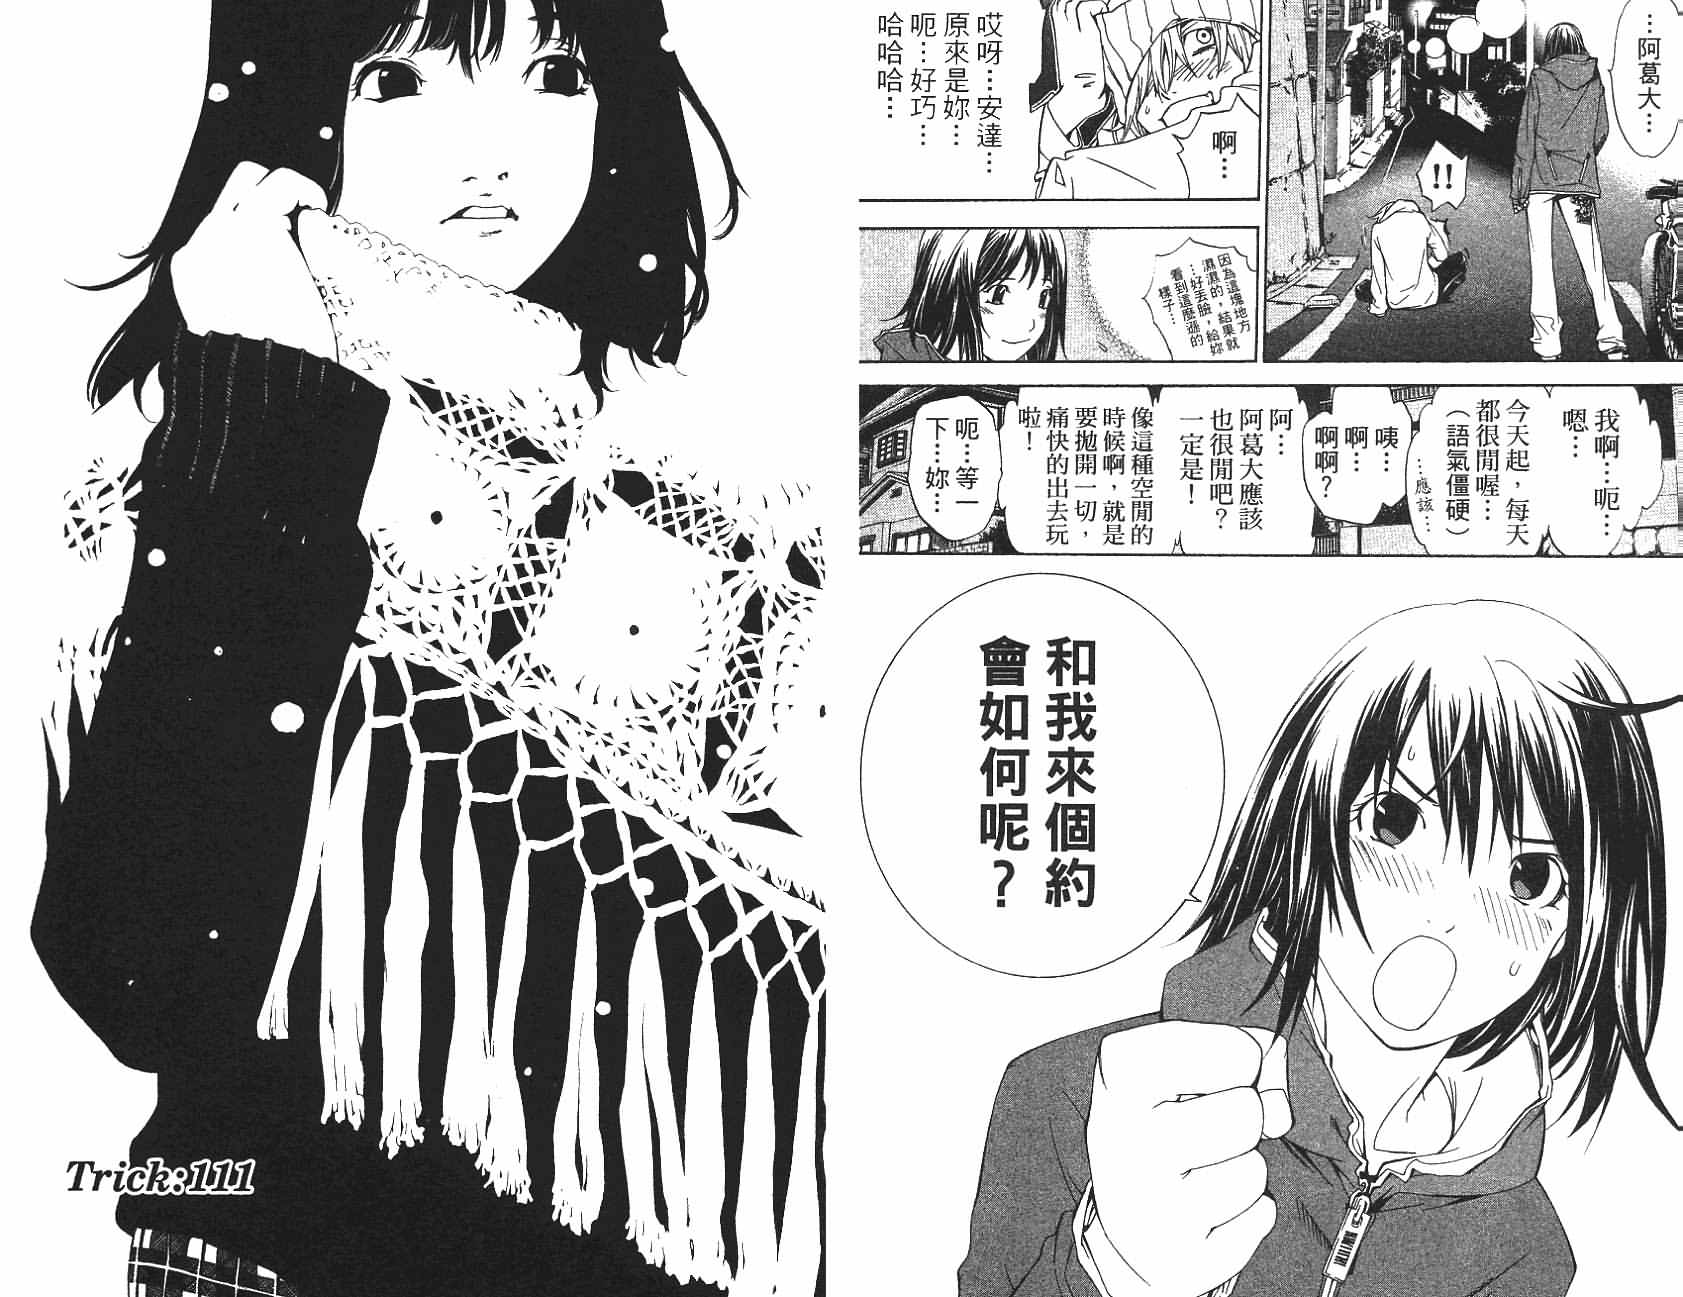 …阿葛大…
!!
啊…
哎呀…安達…
原來是妳…
呃…好巧…
哈哈哈…
因為這塊地方
濕濕的，結果就
…好丟臉，給妳
看到這麼遜的
樣子…
我啊…呃…
嗯…
今天起，每天
都很閒喔…
（語氣僵硬）
…應該…
咦…
啊…
啊啊？
阿…
阿葛大應該
也很閒吧？
一定是！
像這種空閒的
時候啊，就是
要拋開一切，
痛快的出去玩
啦！
呃…等一
下…妳…
和我來個約
會如何呢？
Trick:111